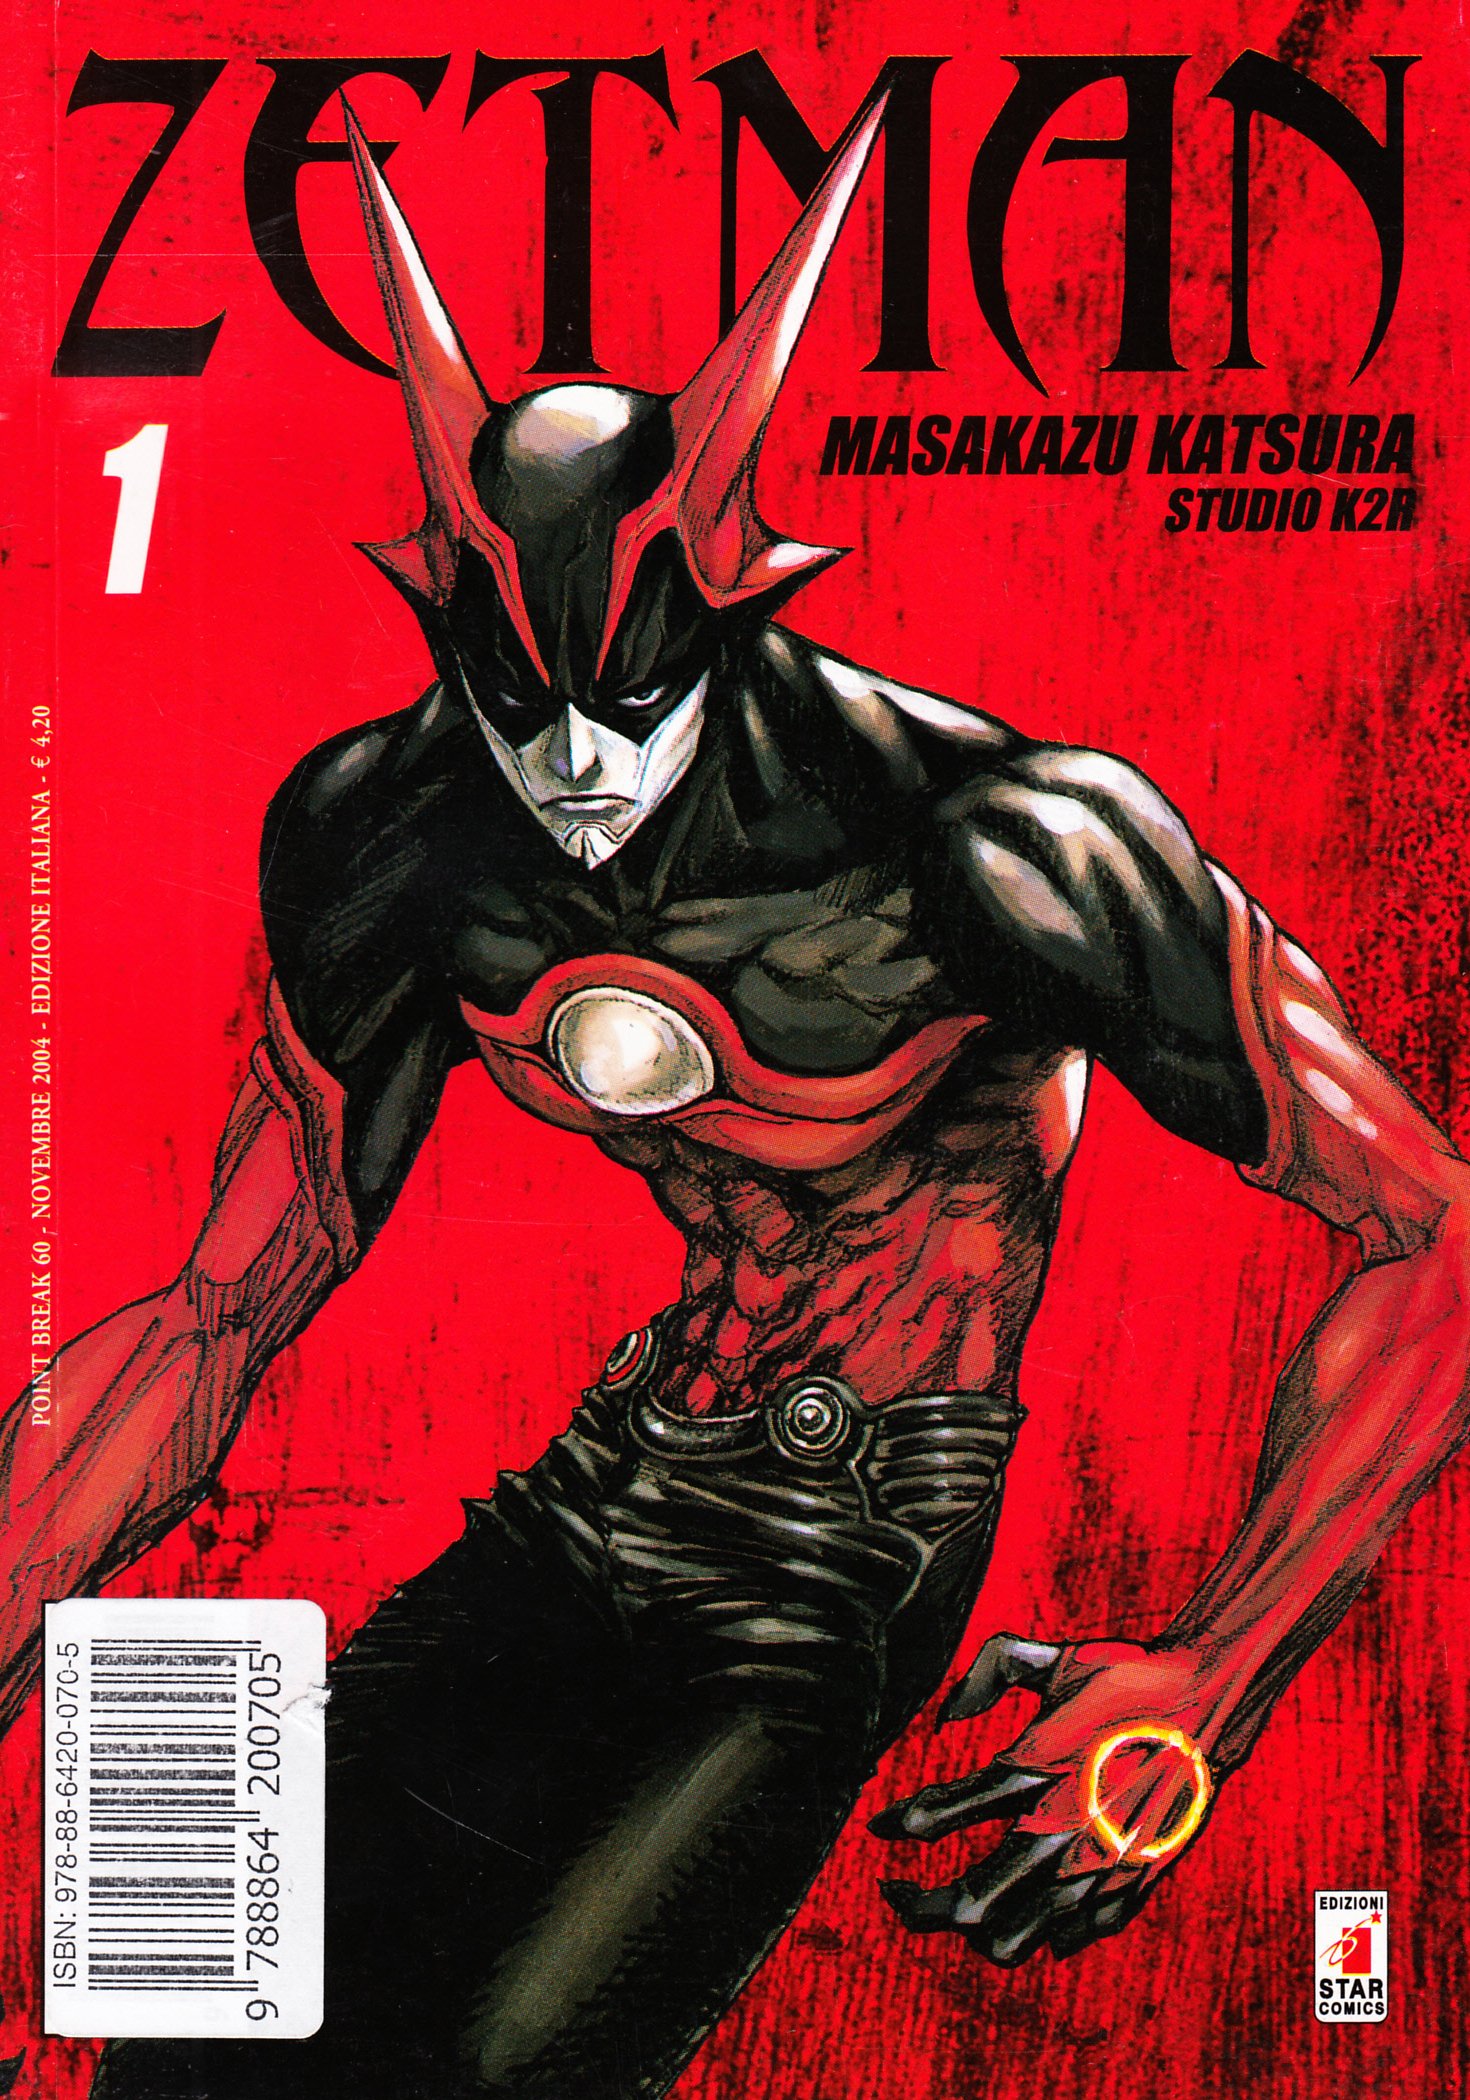 ZETMAN
MASAKAZU KATSURA
STUDIO K2R
1
POINT BREAK 60 - NOVEMBRE 2004 - EDIZIONE ITALIANA - € 4,20
ISBN: 978-88-6420-070-5
9 788864 200705
EDIZIONI
STAR
COMICS